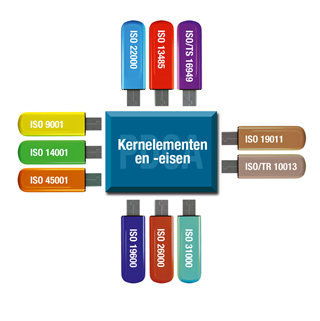 ISO 22000
ISO 13485
ISO/TS 16949
ISO 9001
ISO 14001
ISO 45001
PDCA
Kernelementen
en -eisen
ISO 19011
ISO/TR 10013
ISO 19600
ISO 26000
ISO 31000